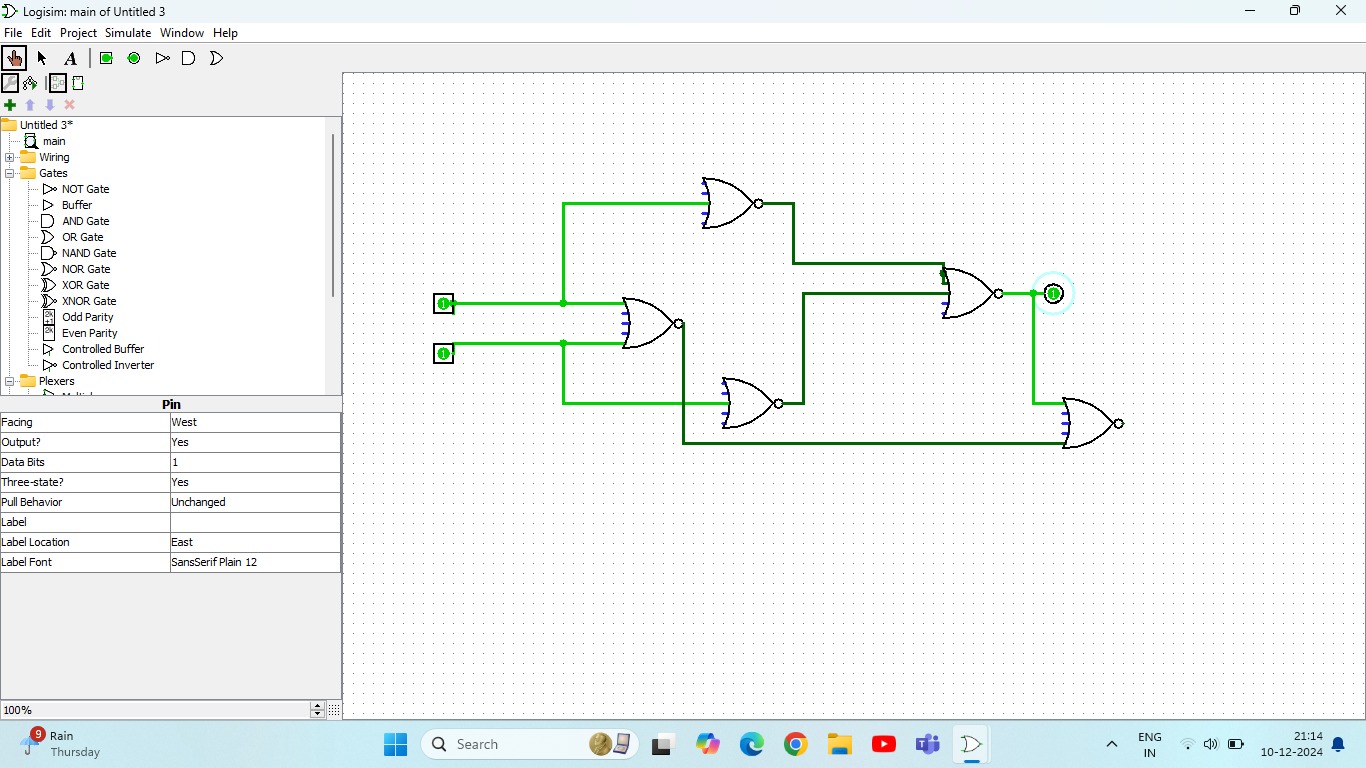 Logisim: main of Untitled 3
File Edit Project Simulate Window Help
A
Untitled 3*
main
Wiring
Gates
NOT Gate
Buffer
AND Gate
OR Gate
NAND Gate
NOR Gate
XOR Gate
XNOR Gate
Odd Parity
Even Parity
Controlled Buffer
Controlled Inverter
Plexers
Pin
Facing West
Output? Yes
Data Bits 1
Three-state? Yes
Pull Behavior Unchanged
Label
Label Location East
Label Font SansSerif Plain 12
100%
1
1
1
9
Rain
Thursday
Search
ENG
IN
21:14
10-12-2024